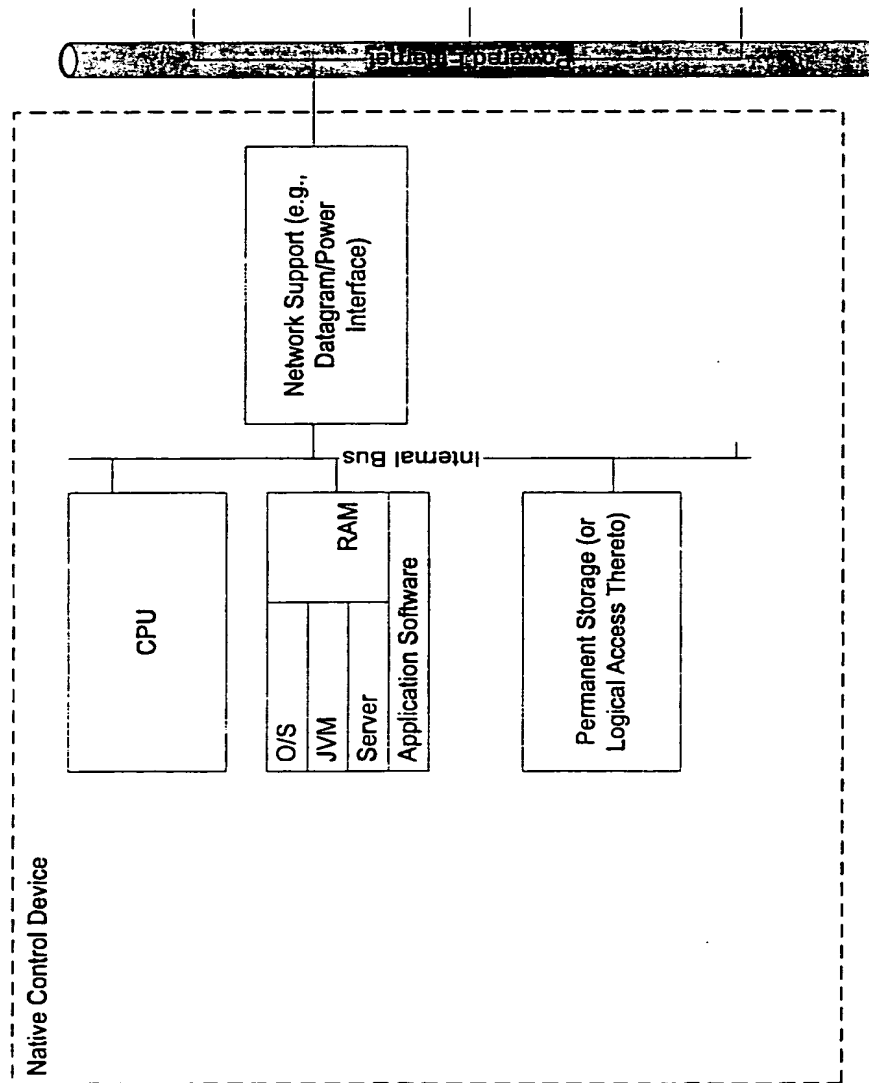 Native Control Device
CPU
O/S
JVM
Server
RAM
Application Software
Permanent Storage (or
Logical Access Thereto)
Internal Bus
Network Support (e.g.,
Datagram/Power
Interface)
Powered Ethernet